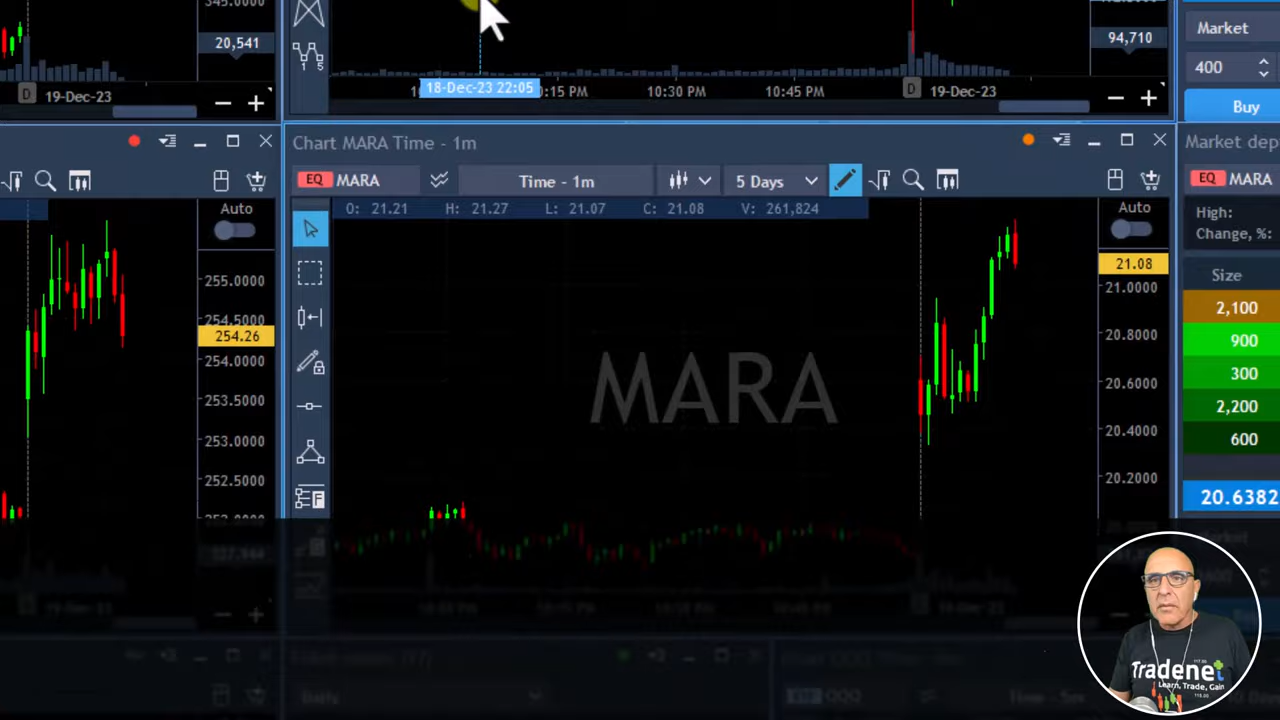 345.0000
20,541
D 19-Dec-23
1 5
18-Dec-23 22:05
:15 PM
10:30 PM
10:45 PM
D 19-Dec-23
94,710
Market
400
Buy
Chart MARA Time - 1m
Market dep
EQ MARA
Time - 1m
5 Days
EQ MARA
Auto
O: 21.21 H: 21.27 L: 21.07 C: 21.08 V: 261,824
Auto
High:
Change, %:
255.0000
254.5000
254.26
254.0000
253.5000
253.0000
252.5000
MARA
F
21.08
21.0000
20.8000
20.6000
20.4000
20.2000
Size
2,100
900
300
2,200
600
20.6382
Tradenet
Learn, Trade, Gain
Daily